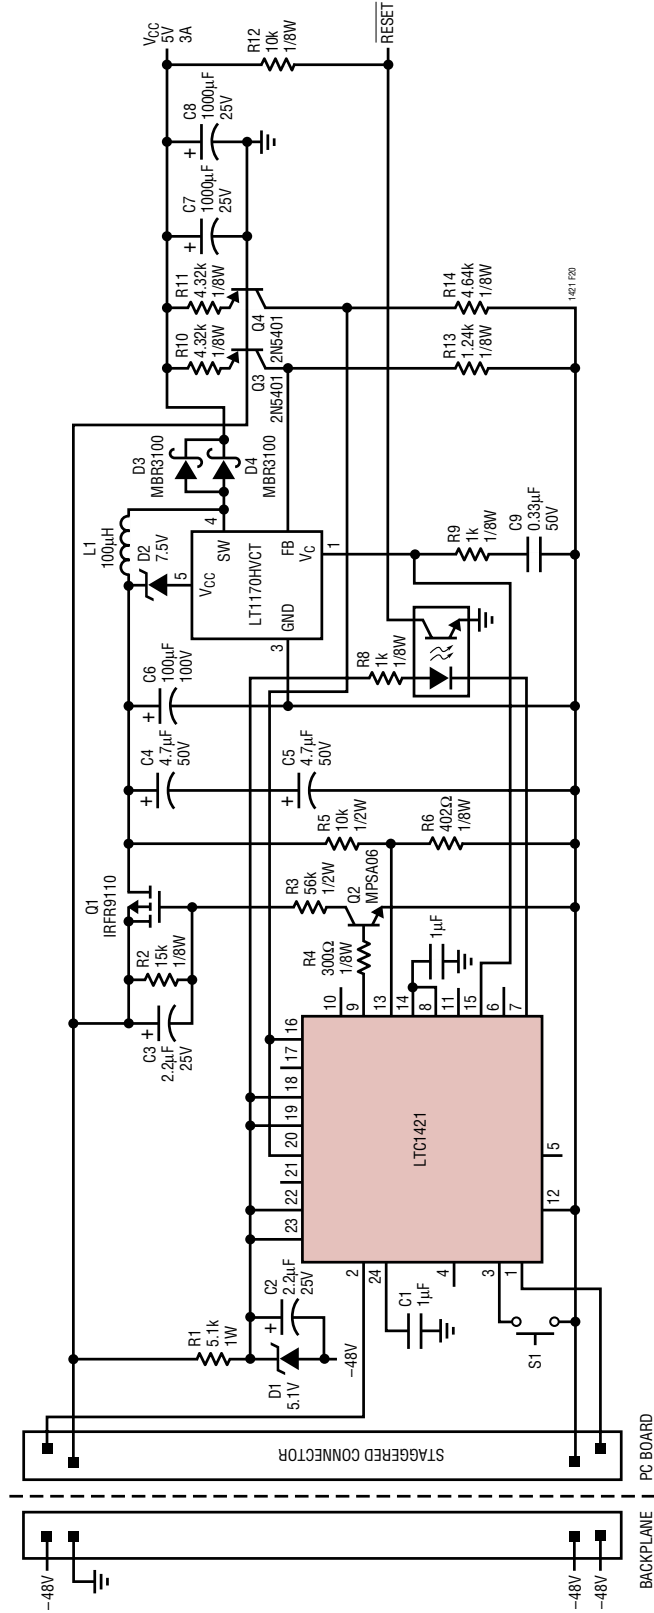 BACKPLANE
PC BOARD
STAGGERED CONNECTOR
–48V
–48V
–48V
R1
5.1k
1W
D1
5.1V
C2
2.2µF
25V
–48V
C1
1µF
S1
LTC1421
2
24
4
3
1
23
22
21
20
19
18
17
16
12
5
10
9
13
14
8
11
15
6
7
C3
2.2µF
25V
R2
15k
1/8W
Q1
IRFR9110
R3
56k
1/2W
R4
300Ω
1/8W
Q2
MPSA06
1µF
R5
10k
1/2W
R6
402Ω
1/8W
C4
4.7µF
50V
C5
4.7µF
50V
C6
100µF
100V
R8
1k
1/8W
L1
100µH
D2
7.5V
LT1170HVCT
VCC
SW
GND
FB
VC
5
4
3
1
R9
1k
1/8W
C9
0.33µF
50V
D3
MBR3100
D4
MBR3100
R10
4.32k
1/8W
R11
4.32k
1/8W
Q3
2N5401
Q4
2N5401
R13
1.24k
1/8W
R14
4.64k
1/8W
C7
1000µF
25V
C8
1000µF
25V
R12
10k
1/8W
VCC
5V
3A
RESET
1421 F20
+
+
+
+
+
+
+